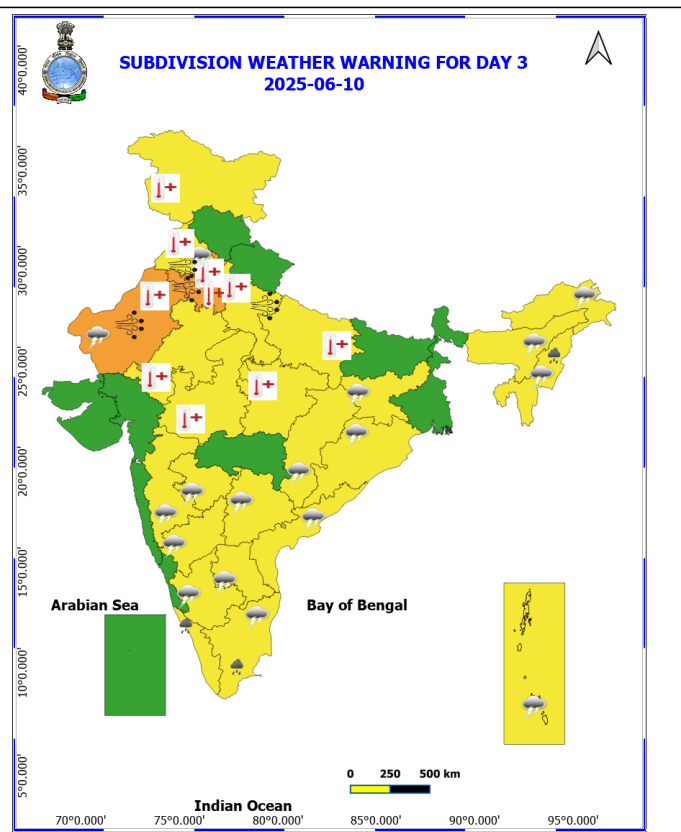 SUBDIVISION WEATHER WARNING FOR DAY 3
2025-06-10
40°0.000'
35°0.000'
30°0.000'
25°0.000'
20°0.000'
15°0.000'
10°0.000'
5°0.000'
Arabian Sea
Bay of Bengal
0 250 500 km
Indian Ocean
70°0.000' 75°0.000' 80°0.000' 85°0.000' 90°0.000' 95°0.000'